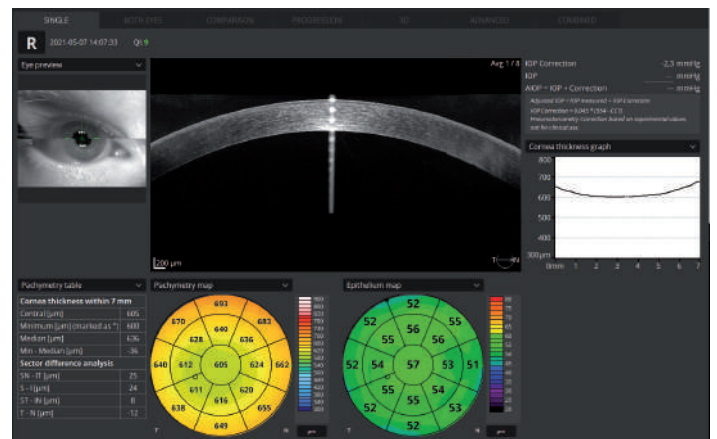 SINGLE BOTH EYES COMPARISON PROGRESSION 3D ADVANCED COMBINED
R 2021-05-07 14:07:33 QI: 9
Eye preview
Avg 1 / 8
200 µm
T N
IOP Correction -2,3 mmHg
IOP -- mmHg
AIOP = IOP + Correction -- mmHg
Adjusted IOP = IOP measured + IOP Correction
IOP Correction = 0.045 * (554 - CCT)
Pneumotonometry Correction based on experimental values
not for clinical use.
Cornea thickness graph
800
700
600
500
400
300µm
0mm 1 2 3 4 5 6 7
Pachymetry table
Cornea thickness within 7 mm
Central [µm] 605
Minimum [µm] (marked as *) 600
Median [µm] 636
Min - Median [µm] -36
Sector difference analysis
SN - IT [µm] 25
S - I [µm] 24
ST - IN [µm] 8
T - N [µm] -12
Pachymetry map
693
670 683
640
628 636
640 612 605 624 662
611 620
616
638 655
649
T N µm
Epithelium map
52
52 55
56
55 56
52 54 57 53 51
55 54
55
52 53
52
T N µm